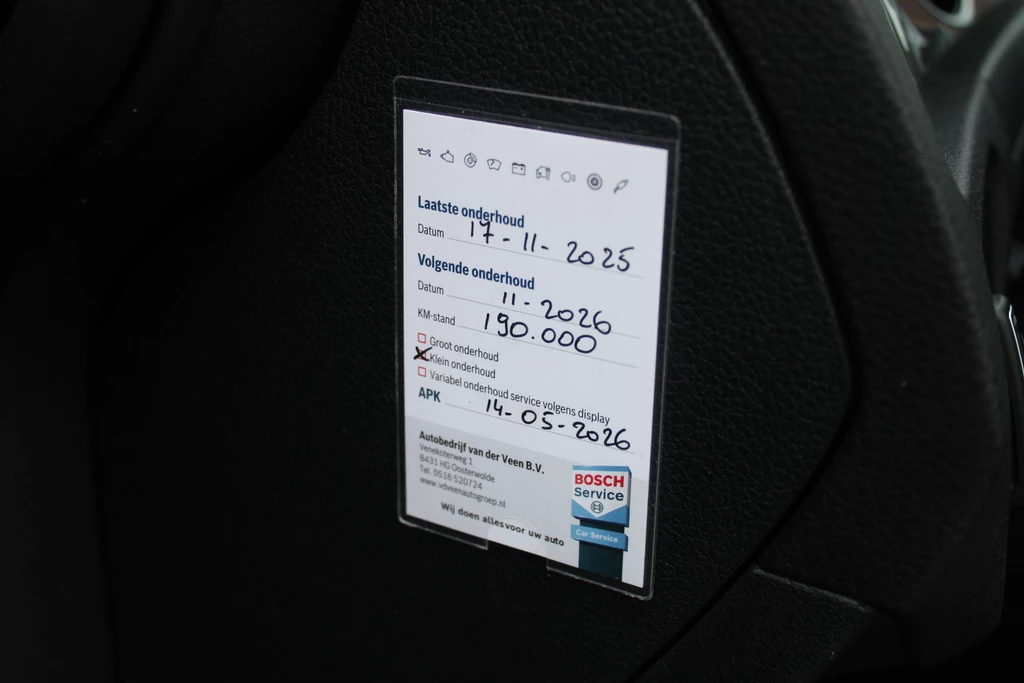 Laatste onderhoud
Datum 17-11-2025
Volgende onderhoud
Datum 11-2026
KM-stand 190.000
Groot onderhoud
Klein onderhoud
Variabel onderhoud service volgens display
APK 14-05-2026
Autobedrijf van der Veen B.V.
Venekoterweg 1
8431 HG Oosterwolde
Tel. 0516 520724
www.vdveenautogroep.nl
Wij doen alles voor uw auto
BOSCH
Service
Car Service